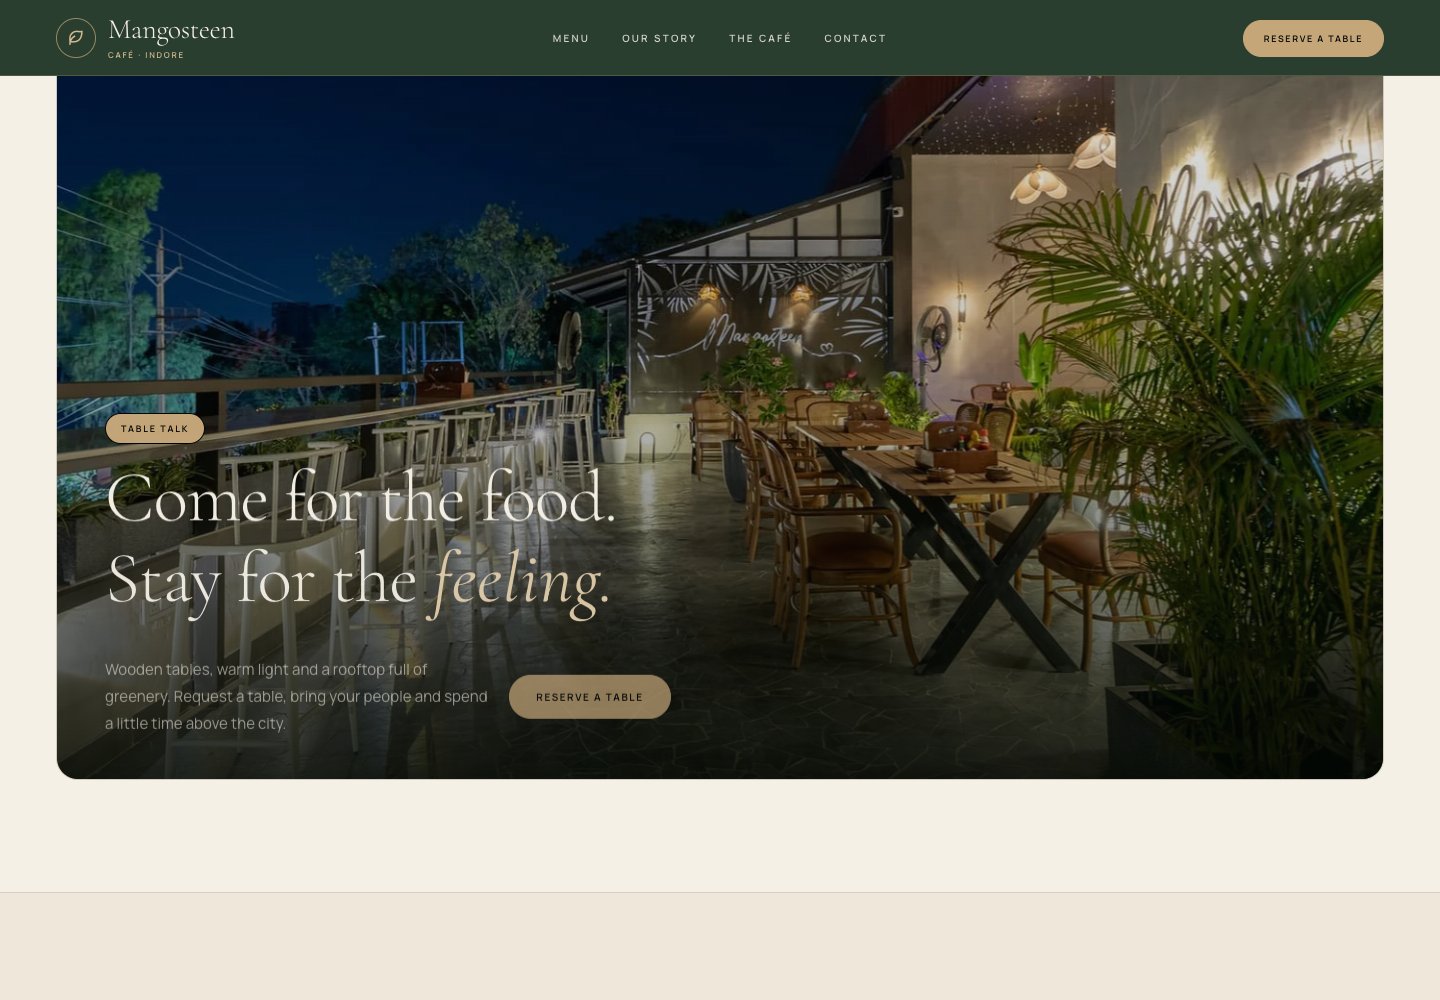 Mangosteen
CAFÉ · INDORE
MENU
OUR STORY
THE CAFÉ
CONTACT
RESERVE A TABLE
Mangosteen
TABLE TALK
Come for the food.
Stay for the feeling.
Wooden tables, warm light and a rooftop full of
greenery. Request a table, bring your people and spend
a little time above the city.
RESERVE A TABLE